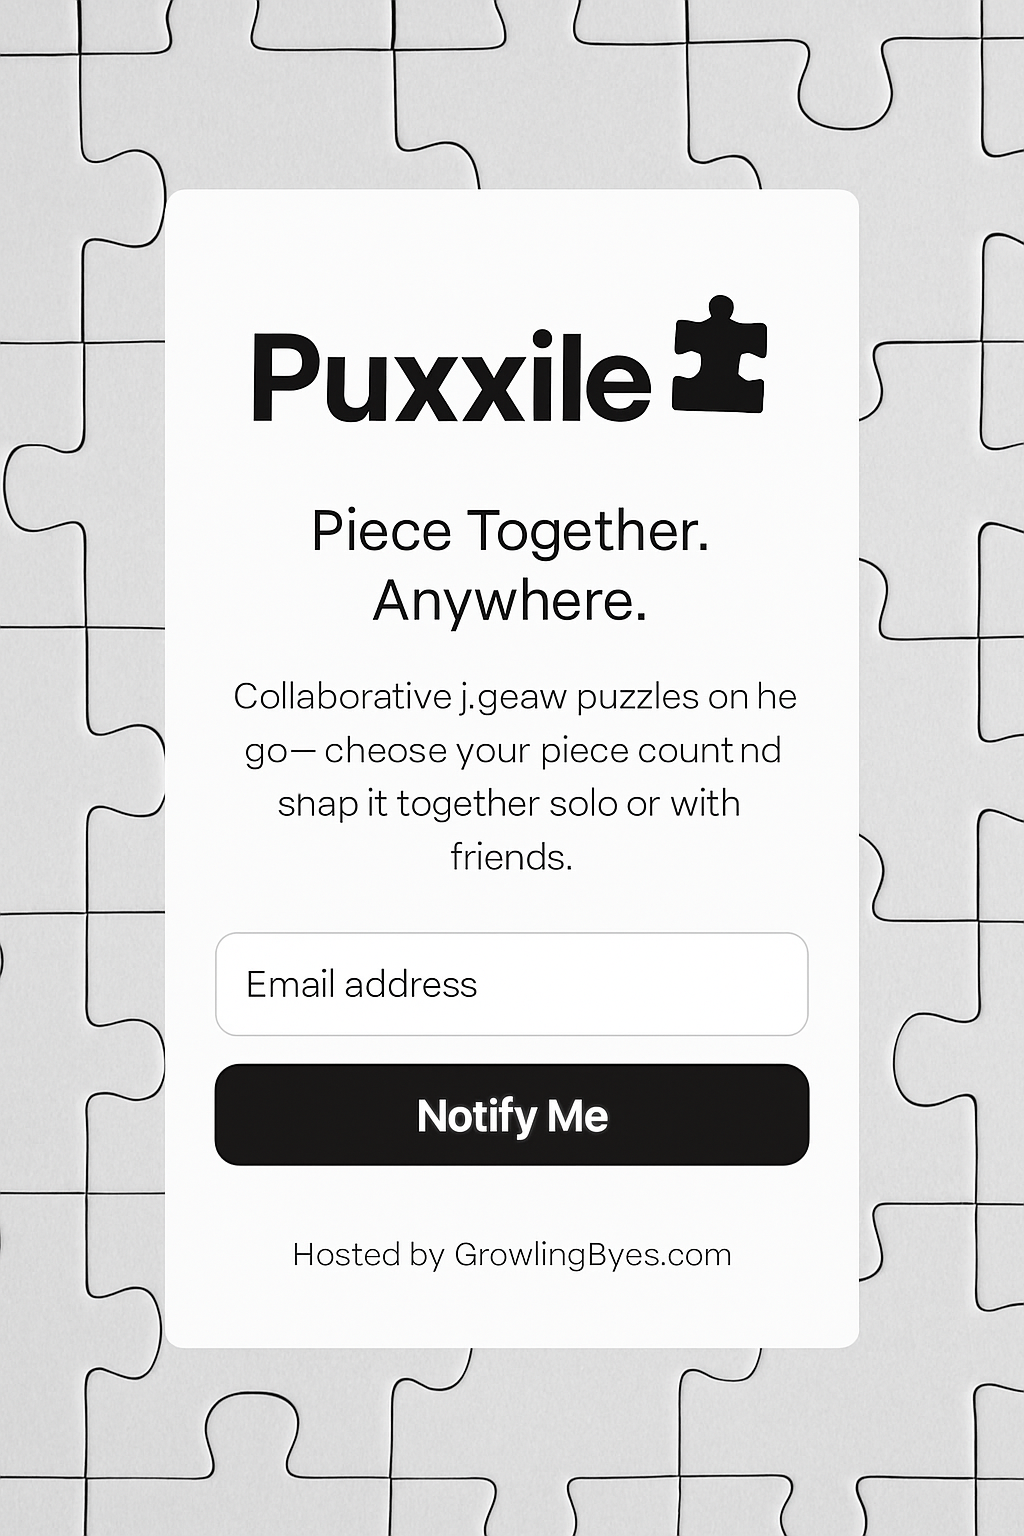 Puxxile
Piece Together.
Anywhere.
Collaborative j.geaw puzzles on he
go— cheose your piece count nd
snap it together solo or with
friends.
Email address
Notify Me
Hosted by GrowlingByes.com